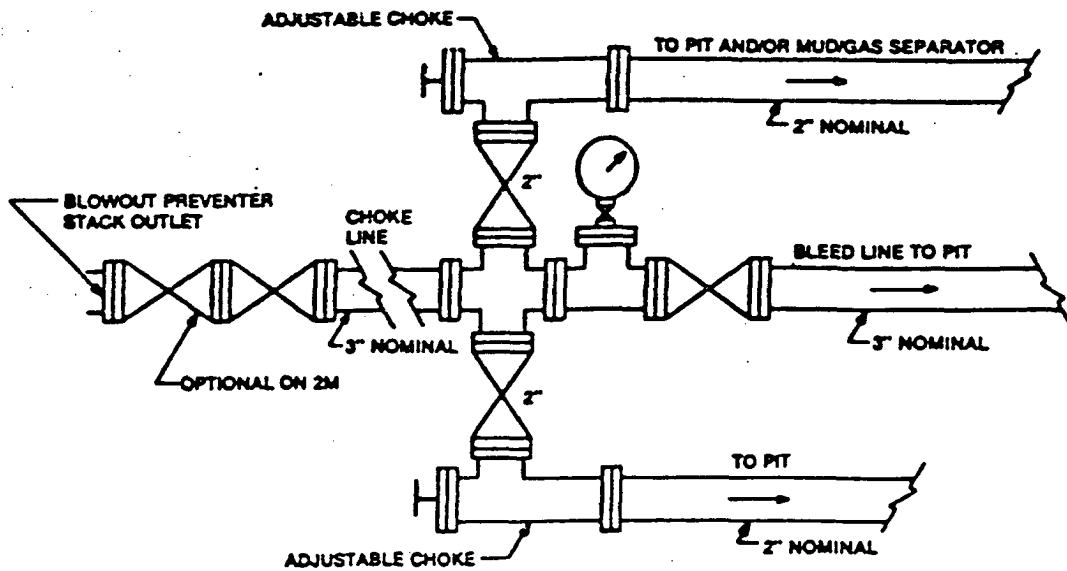 ADJUSTABLE CHOKE
TO PIT AND/OR MUD/GAS SEPARATOR
2" NOMINAL
2"
BLOWOUT PREVENTER
STACK OUTLET
CHOKE
LINE
BLEED LINE TO PIT
3" NOMINAL
3" NOMINAL
OPTIONAL ON 2M
2"
TO PIT
2" NOMINAL
ADJUSTABLE CHOKE